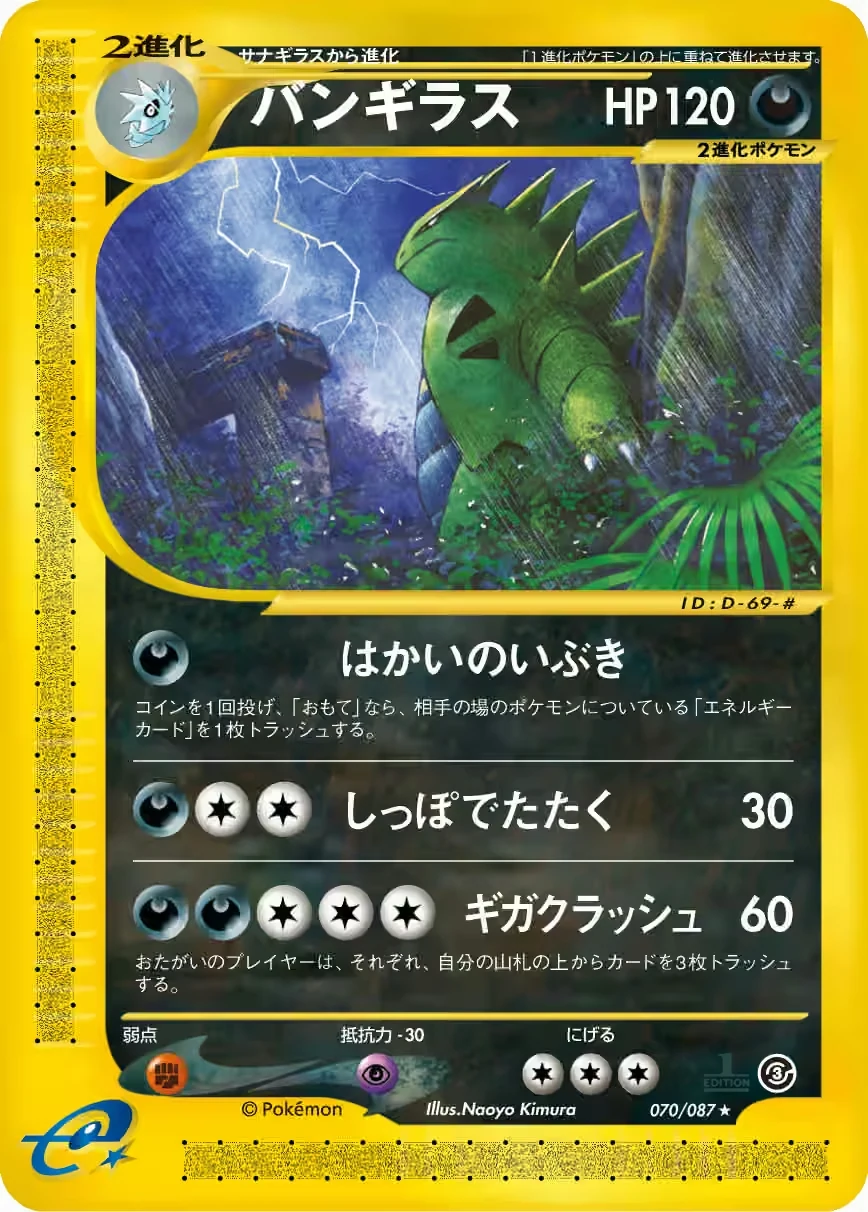 2進化
サナギラスから進化
「1進化ポケモン」の上に重ねて進化させます。
バンギラス HP120
2進化ポケモン
ID:D-69-#
はかいのいぶき
コインを1回投げ、「おもて」なら、相手の場のポケモンについている「エネルギー
カード」を1枚トラッシュする。
しっぽでたたく 30
ギガクラッシュ 60
おたがいのプレイヤーは、それぞれ、自分の山札の上からカードを3枚トラッシュ
する。
弱点 抵抗力-30 にげる
1 EDITION 3
© Pokémon Illus.Naoyo Kimura 070/087★
e